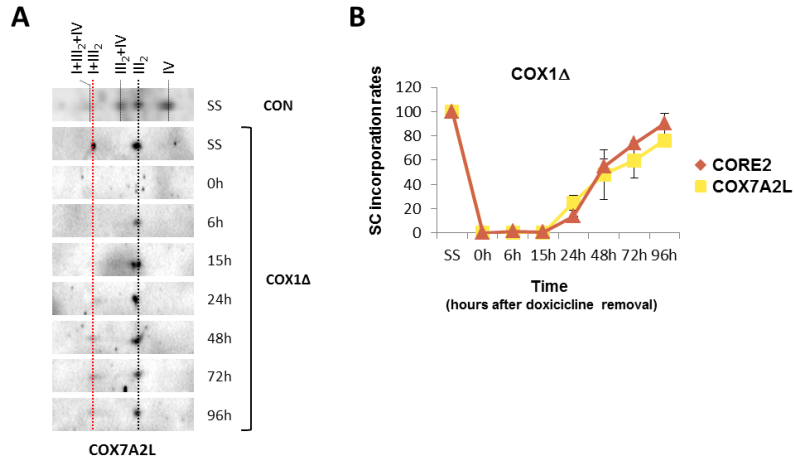 A
I+III2+IV
I+III2
III2+IV
III2
IV
SS
CON
SS
0h
6h
15h
24h
48h
72h
96h
COX1Δ
COX7A2L
B
COX1Δ
120
100
80
60
40
20
0
SC incorporation rates
SS 0h 6h 15h 24h 48h 72h 96h
Time
(hours after doxicicline removal)
CORE2
COX7A2L